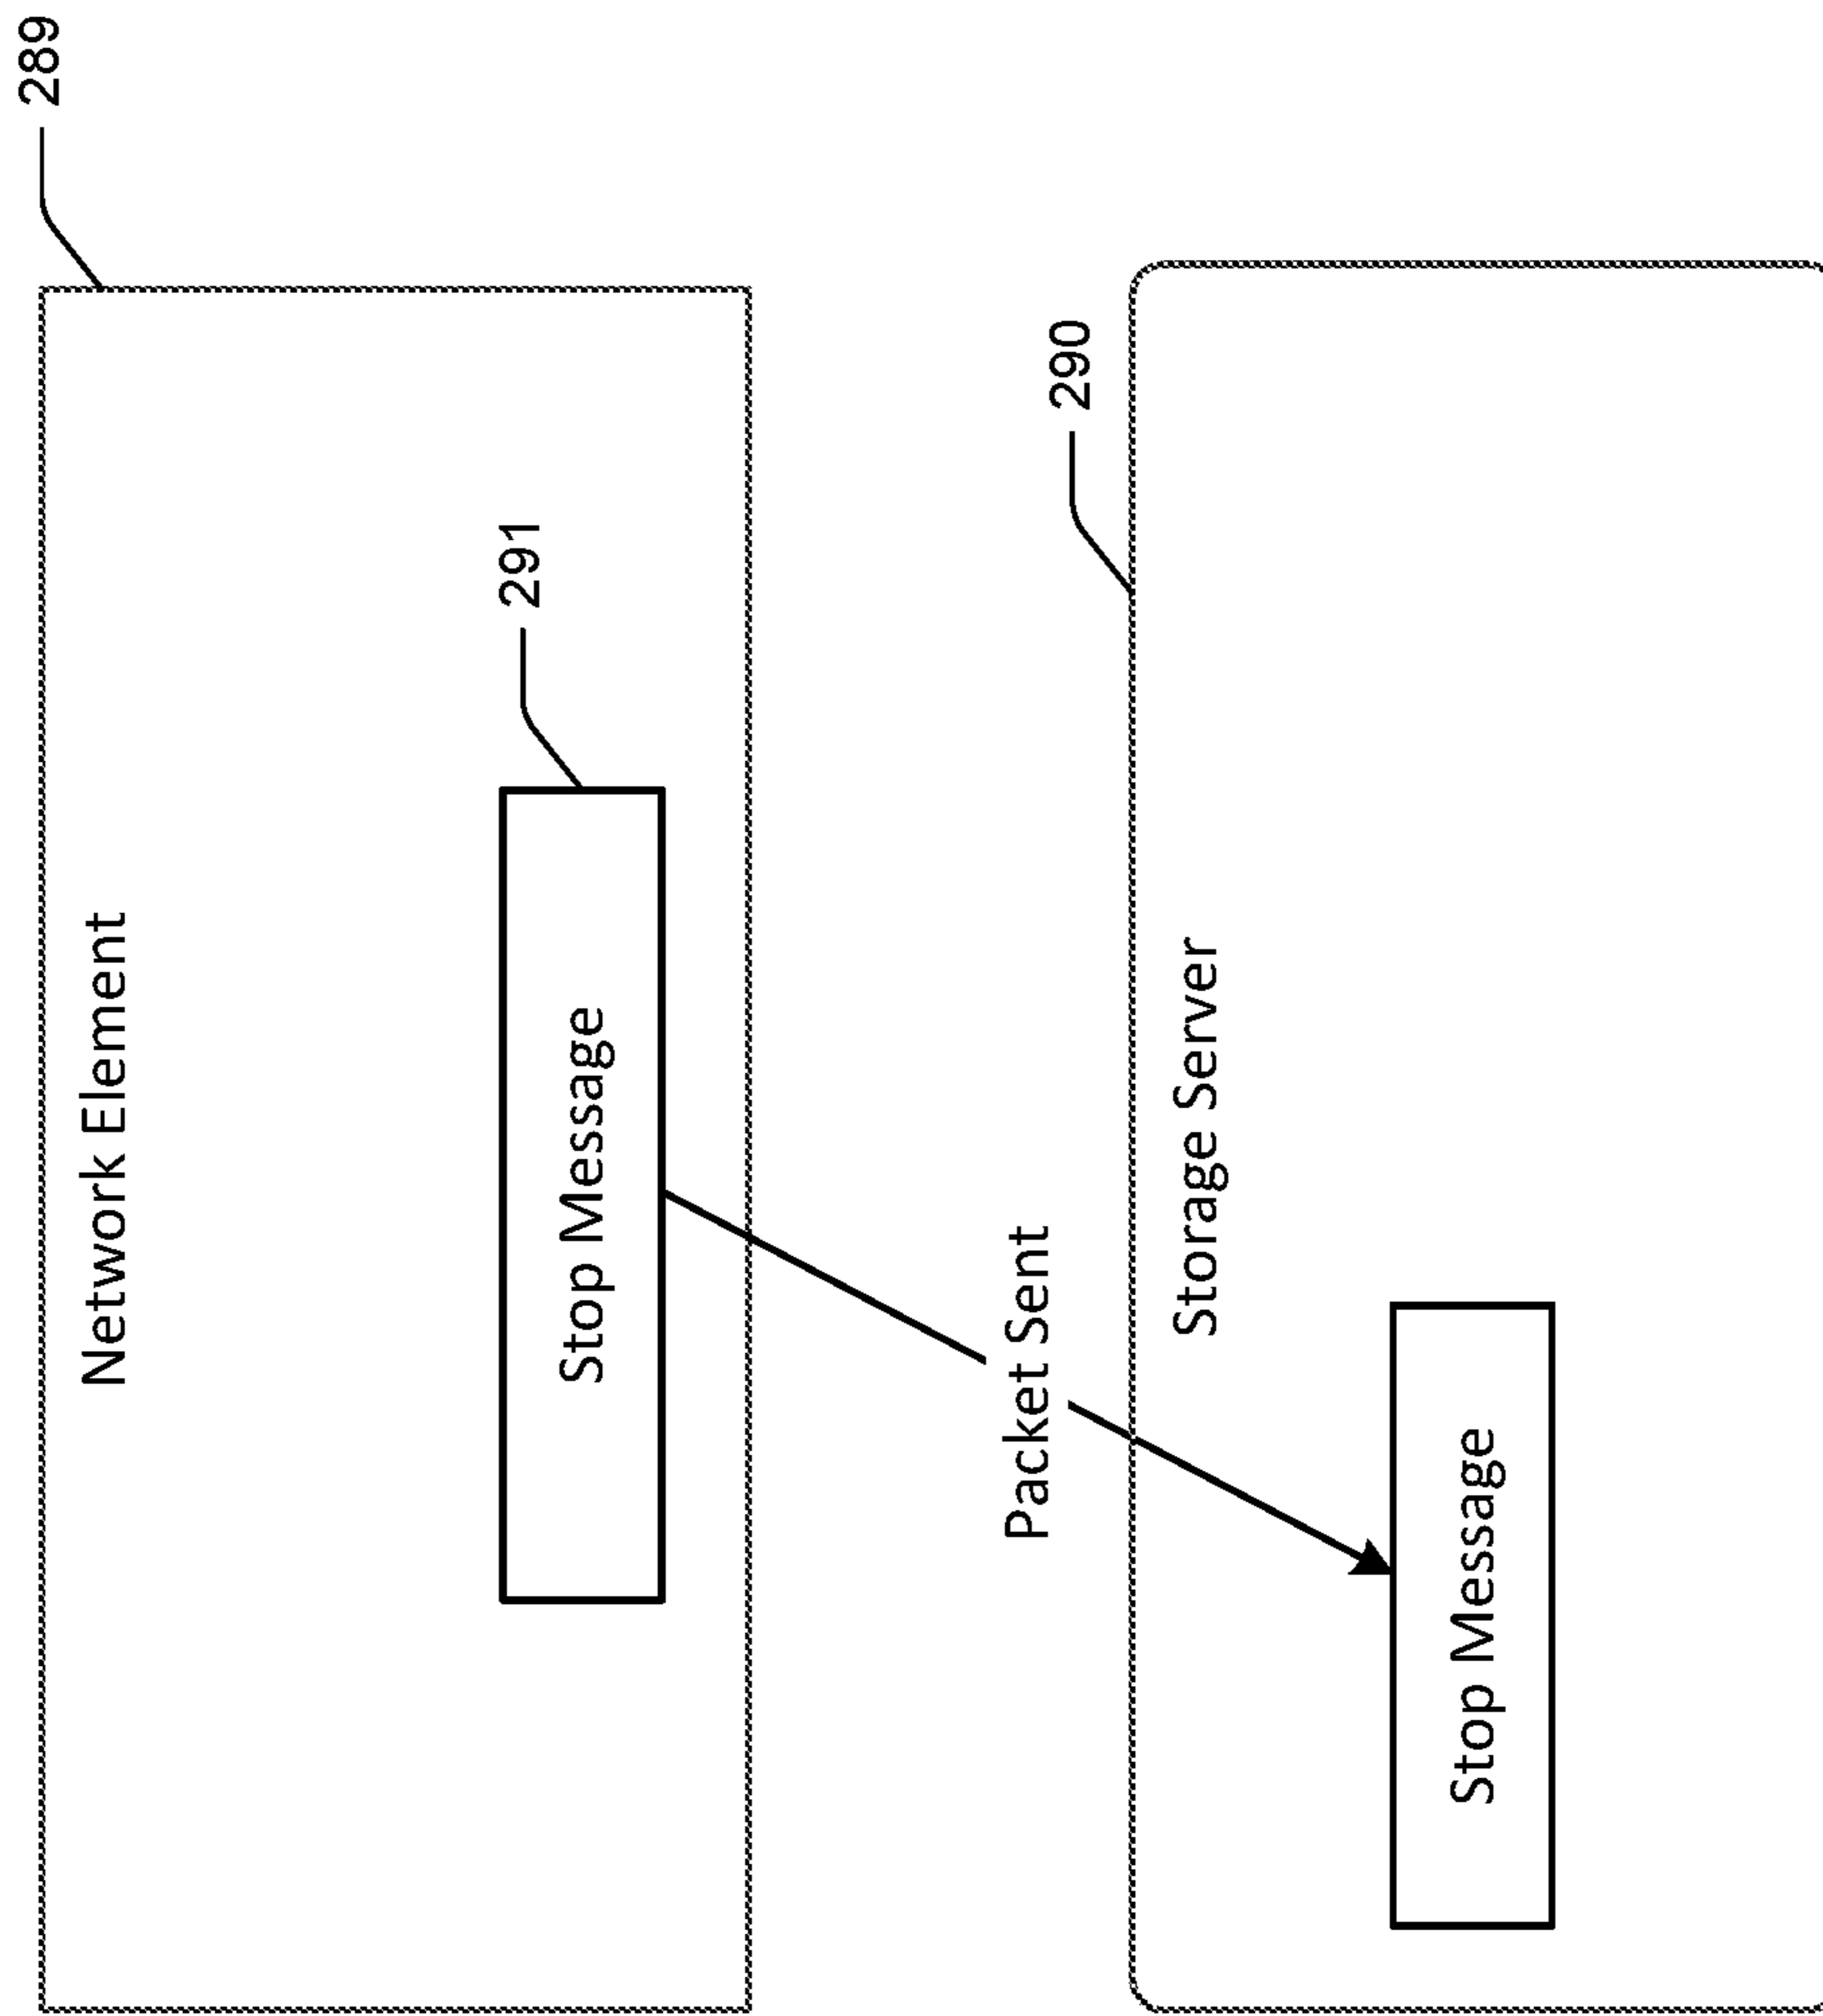 289
Network Element
291
Stop Message
Packet Sent
290
Storage Server
Stop Message